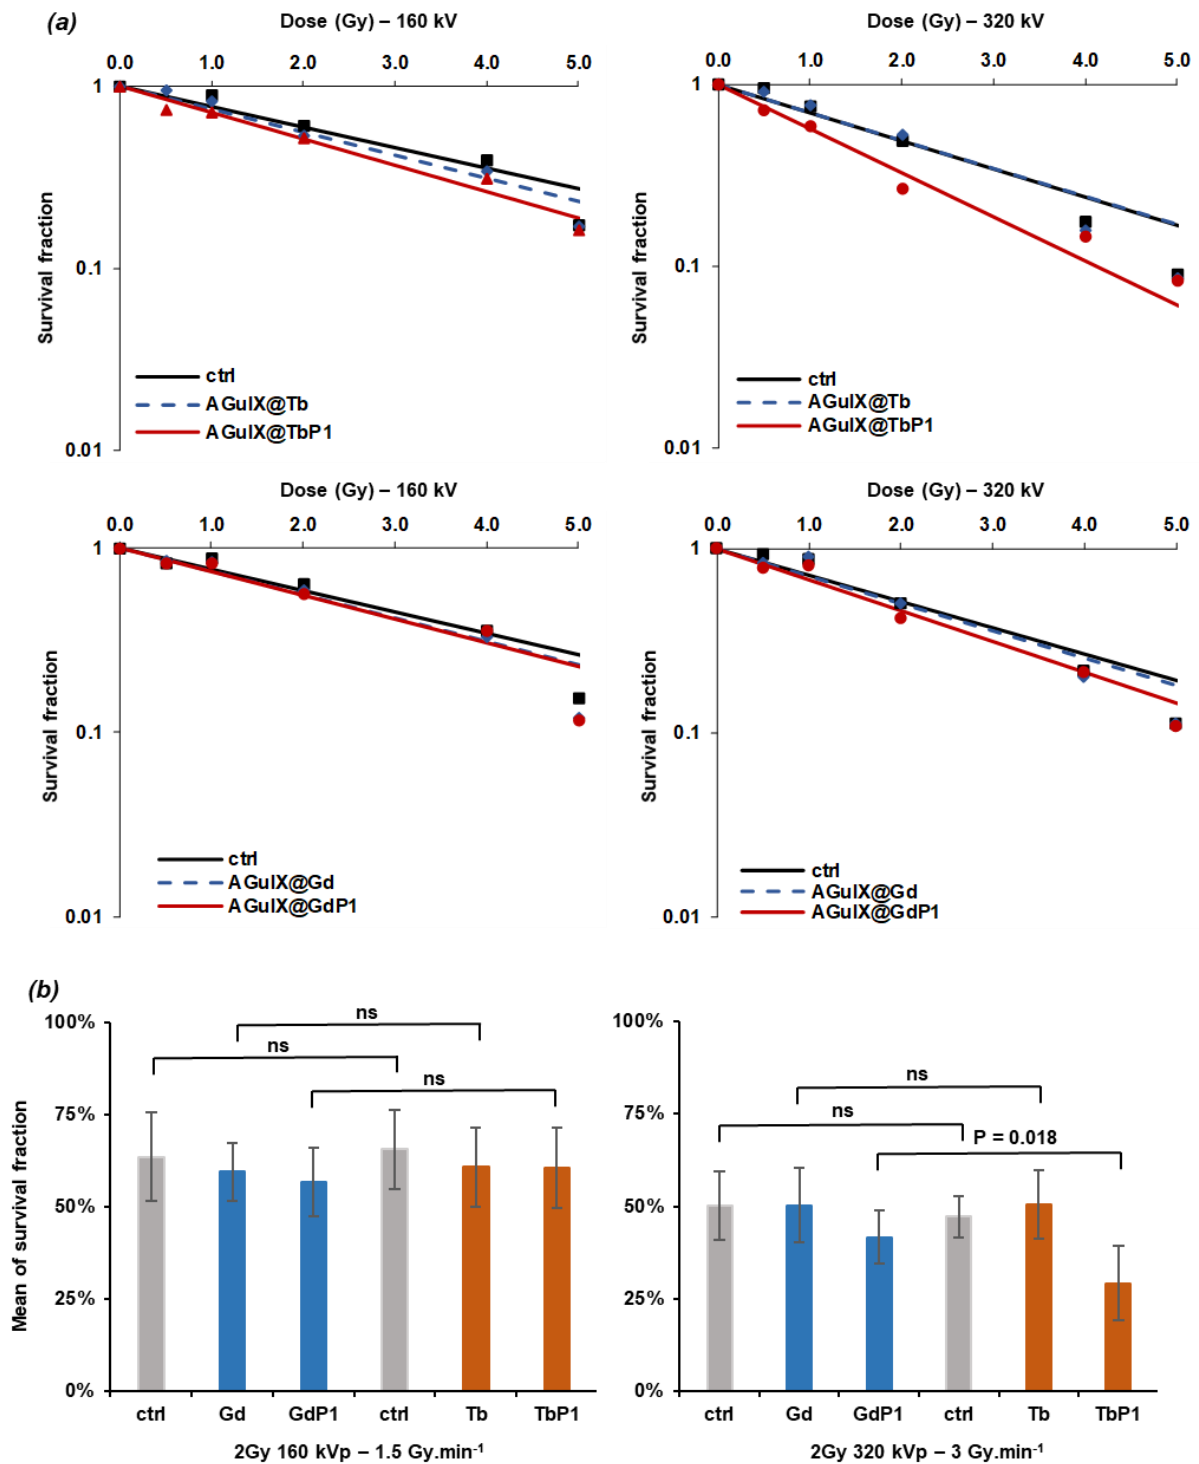 (a)
Dose (Gy) – 160 kV
0.0 1.0 2.0 3.0 4.0 5.0
1
0.1
0.01
Survival fraction
ctrl
AGuIX@Tb
AGuIX@TbP1
Dose (Gy) – 320 kV
0.0 1.0 2.0 3.0 4.0 5.0
1
0.1
0.01
Survival fraction
ctrl
AGuIX@Tb
AGuIX@TbP1
Dose (Gy) – 160 kV
0.0 1.0 2.0 3.0 4.0 5.0
1
0.1
0.01
Survival fraction
ctrl
AGuIX@Gd
AGuIX@GdP1
Dose (Gy) – 320 kV
0.0 1.0 2.0 3.0 4.0 5.0
1
0.1
0.01
Survival fraction
ctrl
AGuIX@Gd
AGuIX@GdP1
(b)
100%
75%
50%
25%
0%
Mean of survival fraction
ns
ns
ns
ctrl Gd GdP1 ctrl Tb TbP1
2Gy 160 kVp – 1.5 Gy.min⁻¹
100%
75%
50%
25%
0%
ns
ns
P = 0.018
ctrl Gd GdP1 ctrl Tb TbP1
2Gy 320 kVp – 3 Gy.min⁻¹